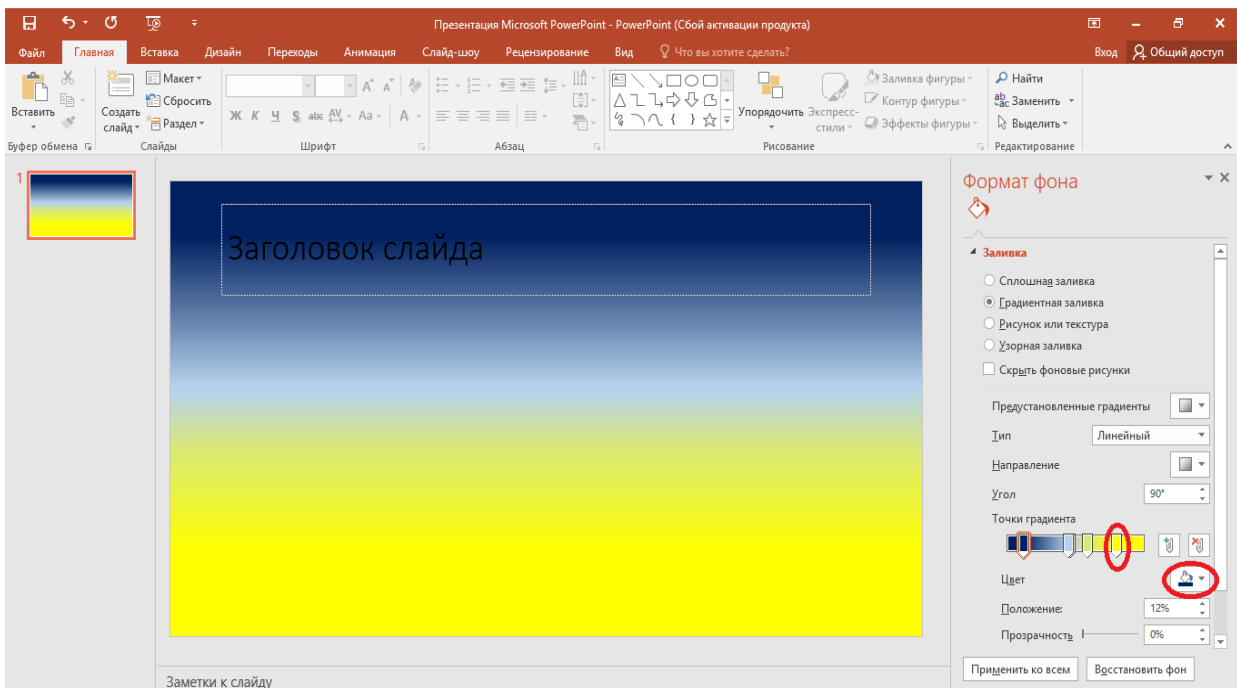 Презентация Microsoft PowerPoint - PowerPoint (Сбой активации продукта)
Файл Главная Вставка Дизайн Переходы Анимация Слайд-шоу Рецензирование Вид Что вы хотите сделать? Вход Общий доступ
Вставить
Создать слайд
Макет
Сбросить
Раздел
Ж К Ч S abc AV Aa A
Упорядочить
Экспресс-стили
Заливка фигуры
Контур фигуры
Эффекты фигуры
Найти
Заменить
Выделить
Буфер обмена Слайды Шрифт Абзац Рисование Редактирование
1
Заголовок слайда
Заметки к слайду
Формат фона
Заливка
Сплошная заливка
Градиентная заливка
Рисунок или текстура
Узорная заливка
Скрыть фоновые рисунки
Предустановленные градиенты
Тип Линейный
Направление
Угол 90°
Точки градиента
Цвет
Положение: 12%
Прозрачность 0%
Применить ко всем Восстановить фон